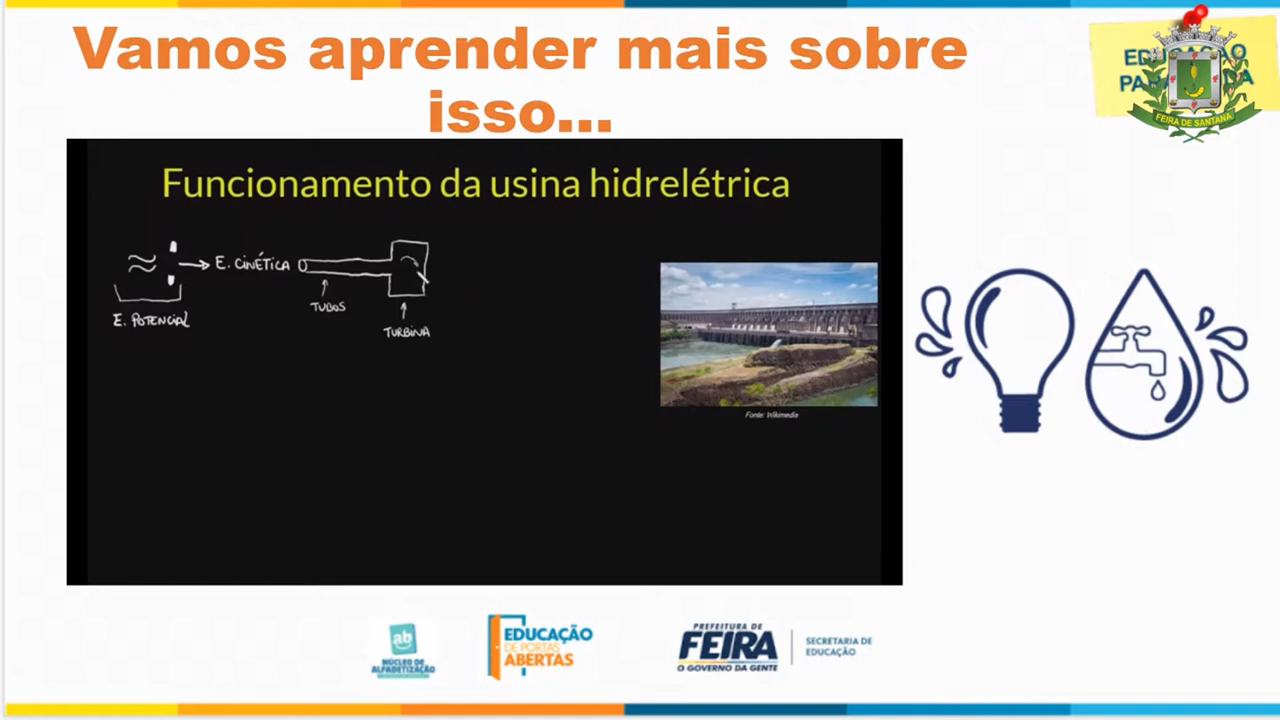 Vamos aprender mais sobre
isso...
FEIRA DE SANTANA
Funcionamento da usina hidrelétrica
E. CINÉTICA
TUBOS
E. POTENCIAL
TURBINA
Fonte: Wikimedia
ab
NÚCLEO DE
ALFABETIZAÇÃO
EDUCAÇÃO
DE PORTAS
ABERTAS
PREFEITURA DE
FEIRA
O GOVERNO DA GENTE
SECRETARIA DE
EDUCAÇÃO